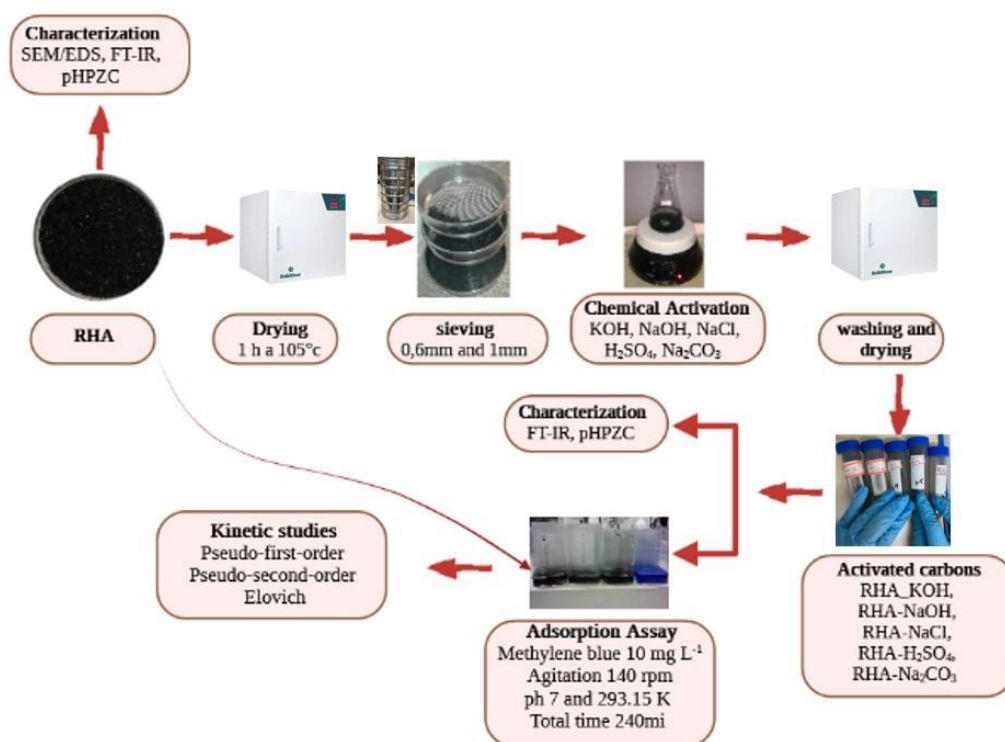 Characterization
SEM/EDS, FT-IR,
pHPZC
RHA
Drying
1 h a 105°c
sieving
0,6mm and 1mm
Chemical Activation
KOH, NaOH, NaCl,
H₂SO₄, Na₂CO₃
washing and
drying
Characterization
FT-IR, pHPZC
Kinetic studies
Pseudo-first-order
Pseudo-second-order
Elovich
Adsorption Assay
Methylene blue 10 mg L⁻¹
Agitation 140 rpm
ph 7 and 293.15 K
Total time 240mi
Activated carbons
RHA_KOH,
RHA-NaOH,
RHA-NaCl,
RHA-H₂SO₄,
RHA-Na₂CO₃